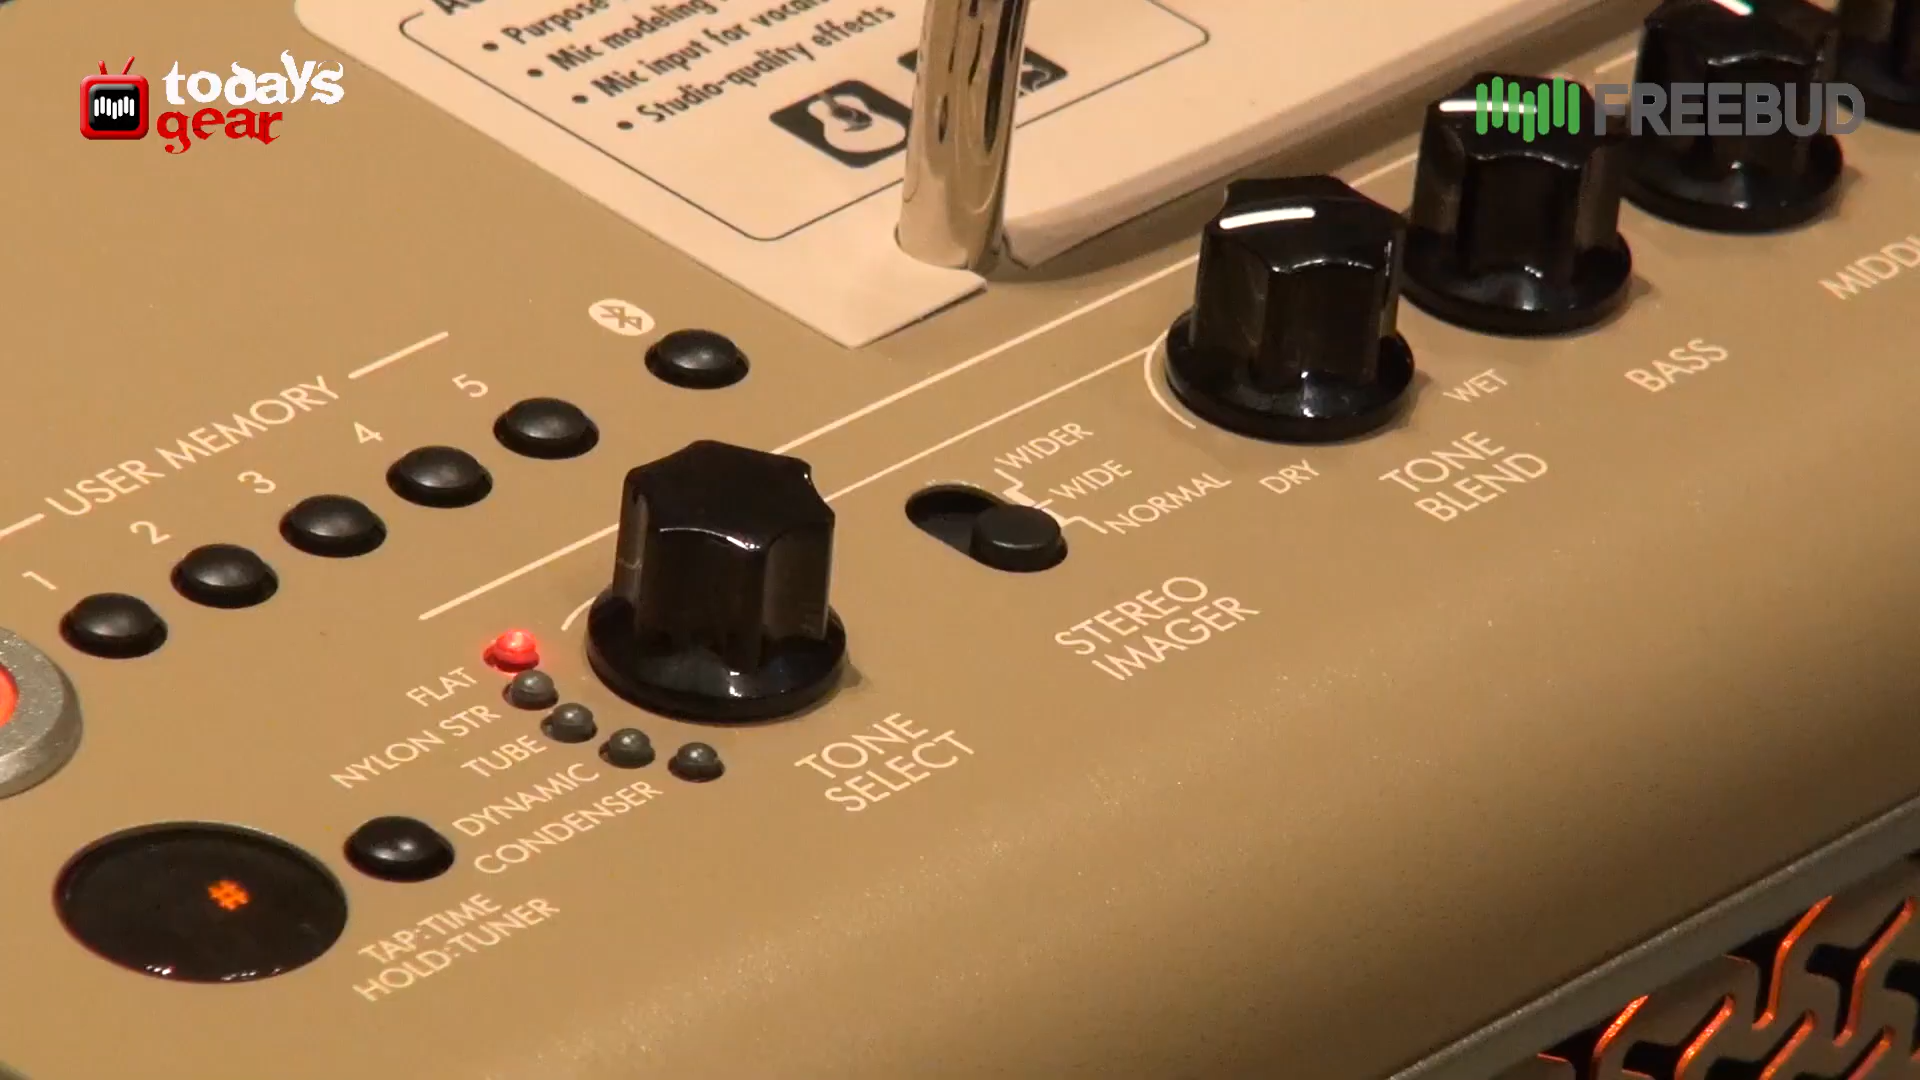 todays
gear
FREEBUD
• Purpose
• Mic modeling
• Mic input for vocals
• Studio-quality effects
USER MEMORY
1
2
3
4
5
WIDER
WIDE
NORMAL
STEREO
IMAGER
DRY
WET
TONE
BLEND
BASS
FLAT
NYLON STR
TUBE
DYNAMIC
CONDENSER
TONE
SELECT
#
TAP:TIME
HOLD:TUNER